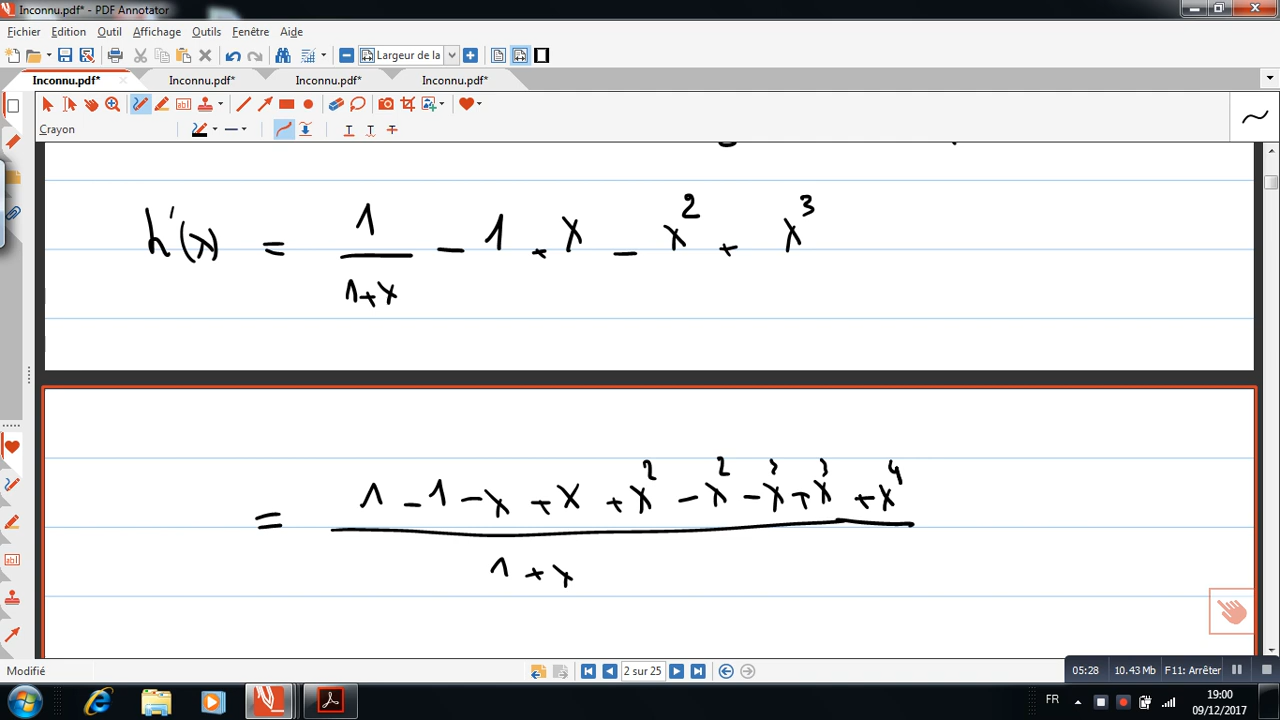 Inconnu.pdf* - PDF Annotator
Fichier Edition Outil Affichage Outils Fenêtre Aide
Largeur de la
Inconnu.pdf* Inconnu.pdf* Inconnu.pdf* Inconnu.pdf*
Crayon
h'(x) = 1/(1+x) - 1 + x - x² + x³
= (1 - 1 - x + x + x² - x² - x³ + x³ + x⁴)/(1 + x)
Modifié 2 sur 25 05:28 10.43 Mb F11: Arrêter
FR 19:00
09/12/2017